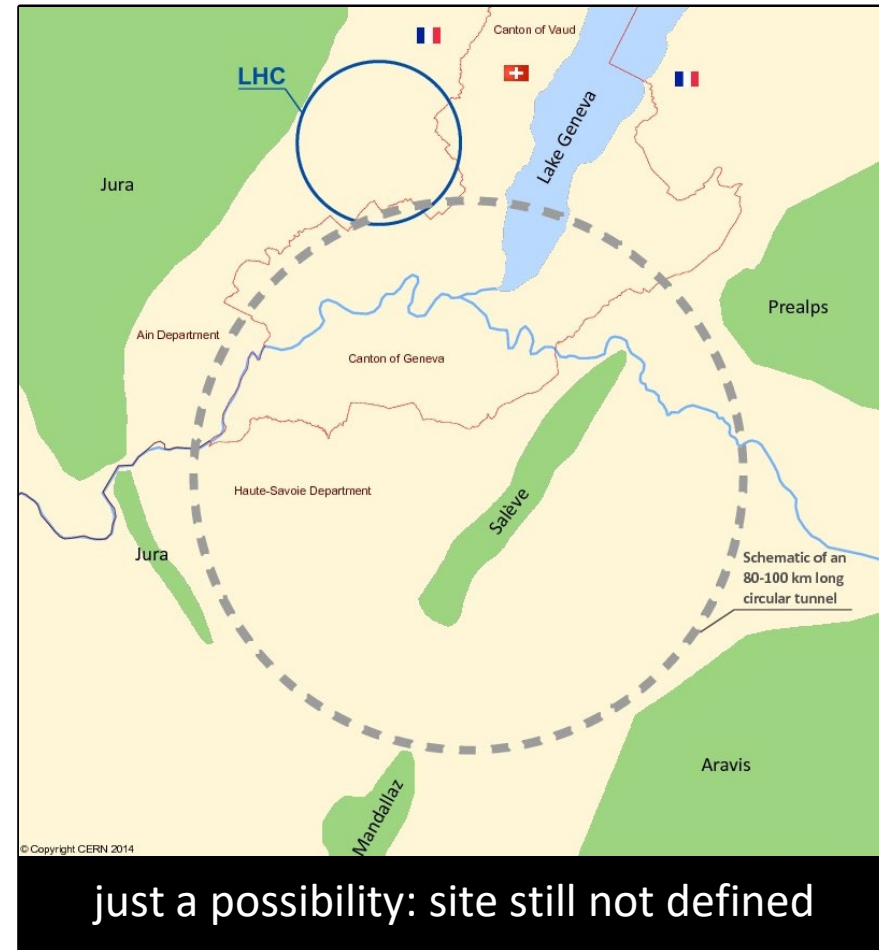 Canton of Vaud
LHC
Lake Geneva
Jura
Prealps
Ain Department
Canton of Geneva
Haute-Savoie Department
Salève
Jura
Schematic of an
80-100 km long
circular tunnel
Aravis
Mandallaz
© Copyright CERN 2014
just a possibility: site still not defined